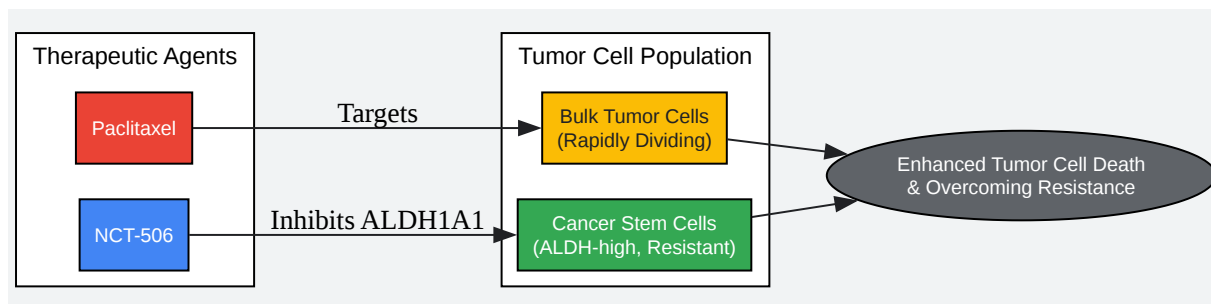 Therapeutic Agents
Paclitaxel
NCT-506
Targets
Inhibits ALDH1A1
Tumor Cell Population
Bulk Tumor Cells
(Rapidly Dividing)
Cancer Stem Cells
(ALDH-high, Resistant)
Enhanced Tumor Cell Death
& Overcoming Resistance